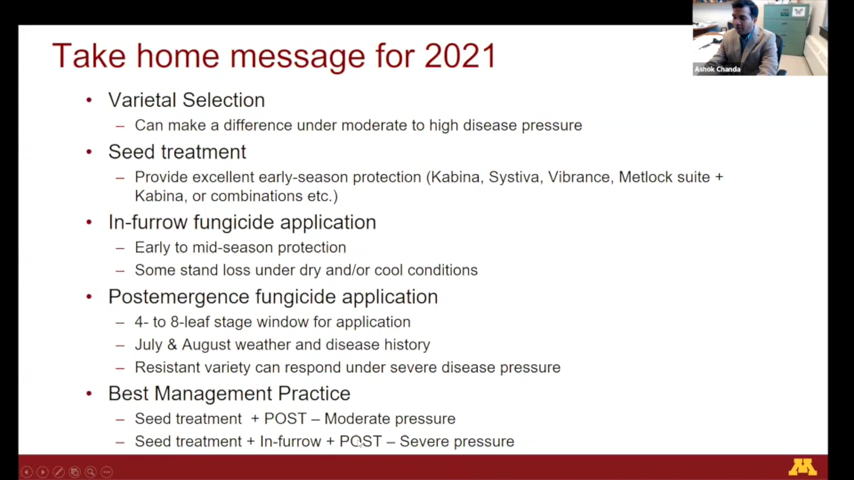 Take home message for 2021
• Varietal Selection
– Can make a difference under moderate to high disease pressure
• Seed treatment
– Provide excellent early-season protection (Kabina, Systiva, Vibrance, Metlock suite +
Kabina, or combinations etc.)
• In-furrow fungicide application
– Early to mid-season protection
– Some stand loss under dry and/or cool conditions
• Postemergence fungicide application
– 4- to 8-leaf stage window for application
– July & August weather and disease history
– Resistant variety can respond under severe disease pressure
• Best Management Practice
– Seed treatment + POST – Moderate pressure
– Seed treatment + In-furrow + POST – Severe pressure
Ashok Chanda
M